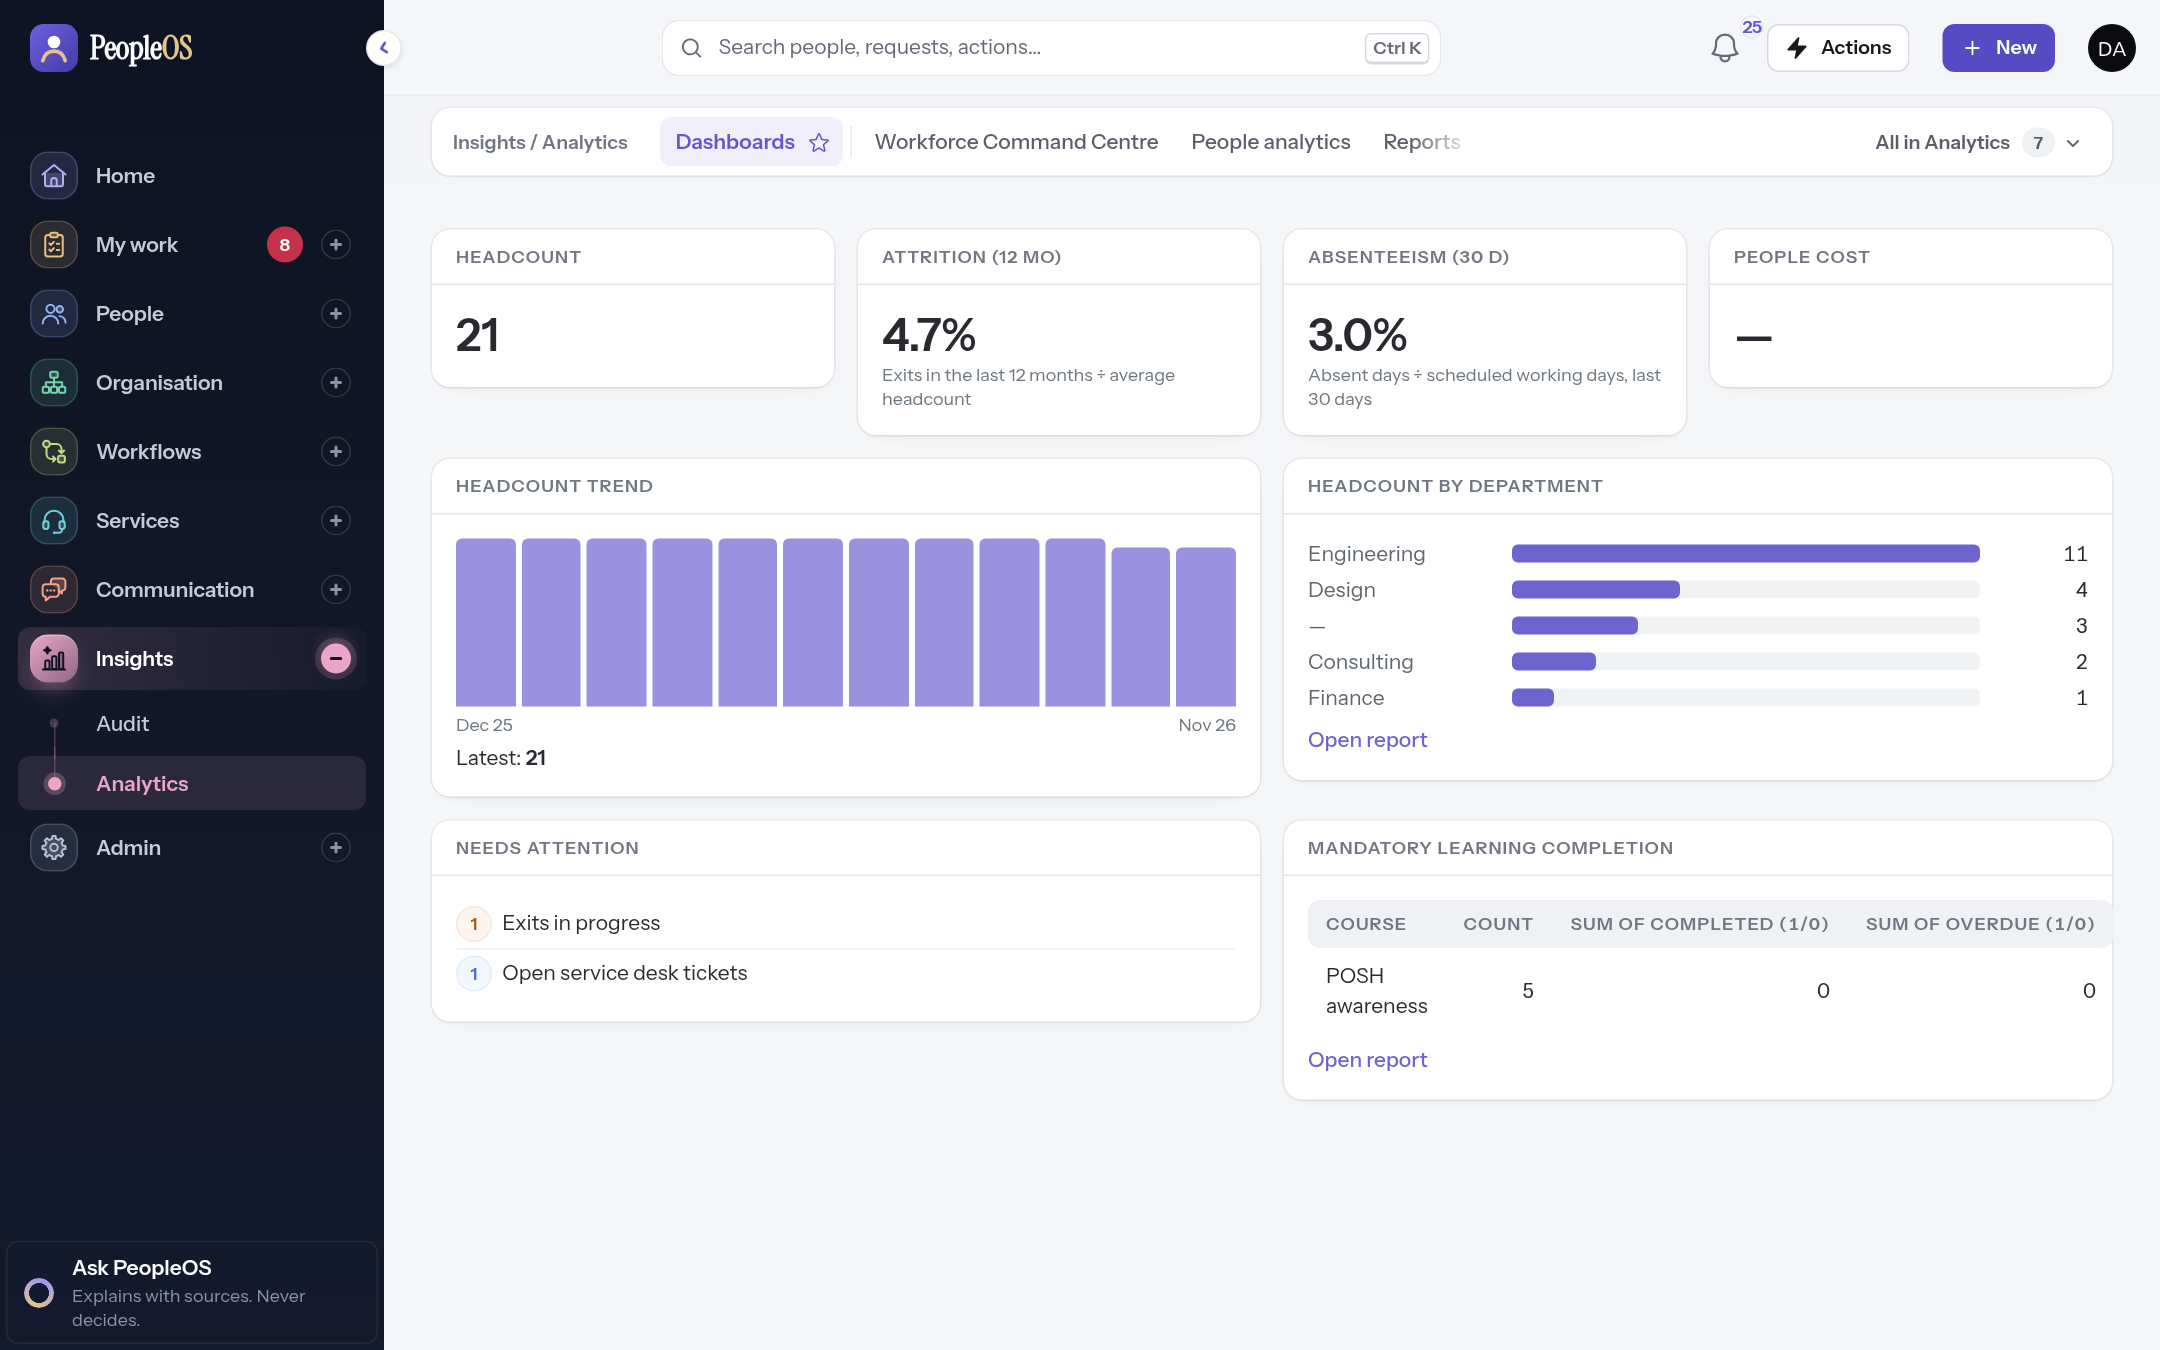 PeopleOS
Search people, requests, actions...
Ctrl K
25
Actions
New
DA
Home
My work
8
People
Organisation
Workflows
Services
Communication
Insights
Audit
Analytics
Admin
Ask PeopleOS
Explains with sources. Never
decides.
Insights / Analytics
Dashboards
Workforce Command Centre
People analytics
Reports
All in Analytics
7
HEADCOUNT
21
ATTRITION (12 MO)
4.7%
Exits in the last 12 months ÷ average
headcount
ABSENTEEISM (30 D)
3.0%
Absent days ÷ scheduled working days, last
30 days
PEOPLE COST
—
HEADCOUNT TREND
Dec 25
Nov 26
Latest: 21
HEADCOUNT BY DEPARTMENT
Engineering 11
Design 4
— 3
Consulting 2
Finance 1
Open report
NEEDS ATTENTION
1 Exits in progress
1 Open service desk tickets
MANDATORY LEARNING COMPLETION
COURSE COUNT SUM OF COMPLETED (1/0) SUM OF OVERDUE (1/0)
POSH
awareness
5 0 0
Open report